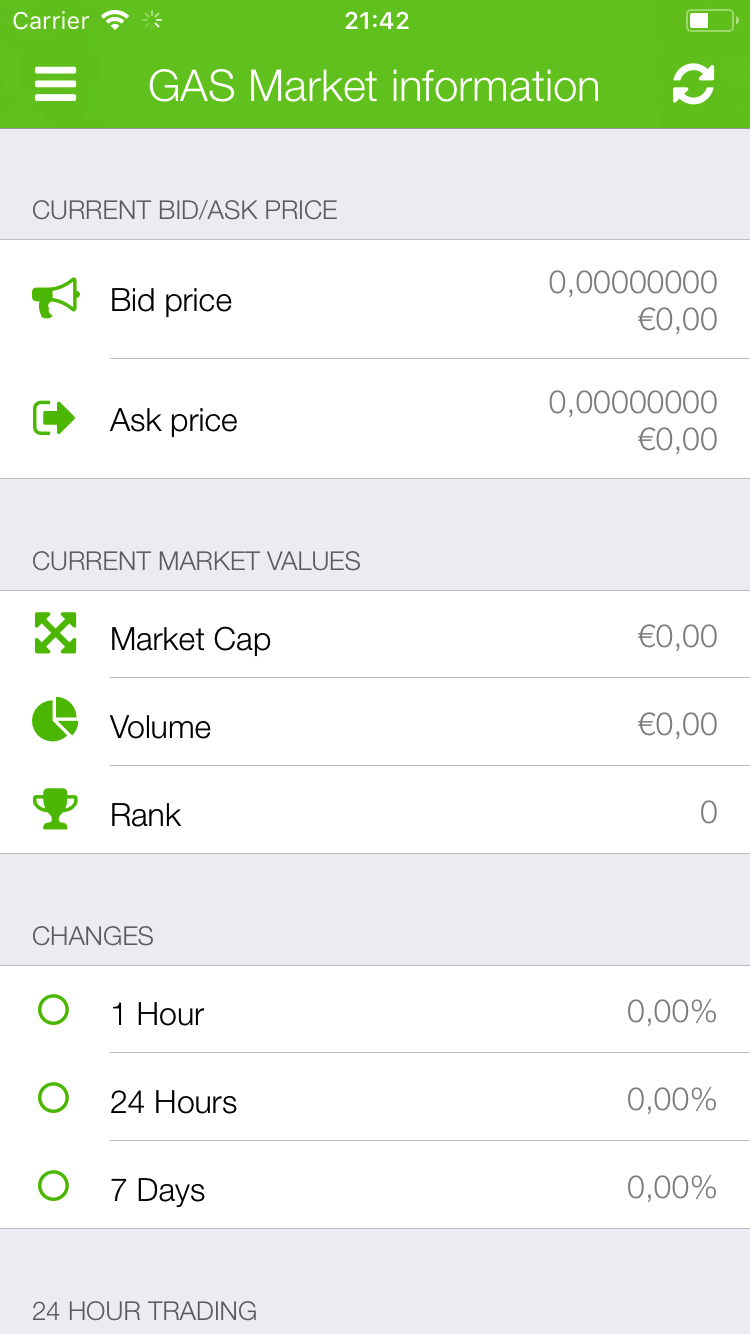 Carrier 21:42
GAS Market information
CURRENT BID/ASK PRICE
Bid price 0,00000000
€0,00
Ask price 0,00000000
€0,00
CURRENT MARKET VALUES
Market Cap €0,00
Volume €0,00
Rank 0
CHANGES
1 Hour 0,00%
24 Hours 0,00%
7 Days 0,00%
24 HOUR TRADING